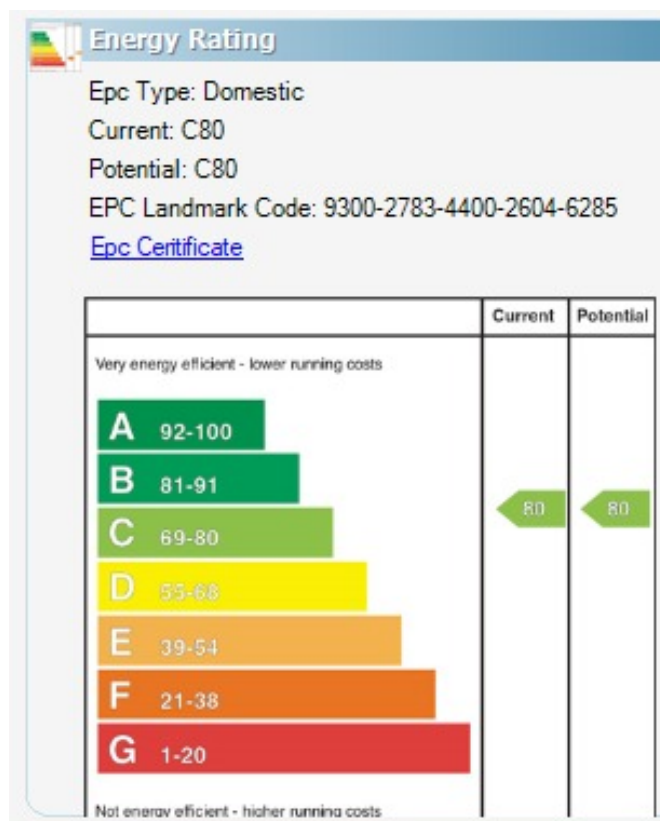 Energy Rating
Epc Type: Domestic
Current: C80
Potential: C80
EPC Landmark Code: 9300-2783-4400-2604-6285
Epc Ceritificate
Current Potential
Very energy efficient - lower running costs
A 92-100
B 81-91
80 80
C 69-80
D 55-68
E 39-54
F 21-38
G 1-20
Not energy efficient - higher running costs